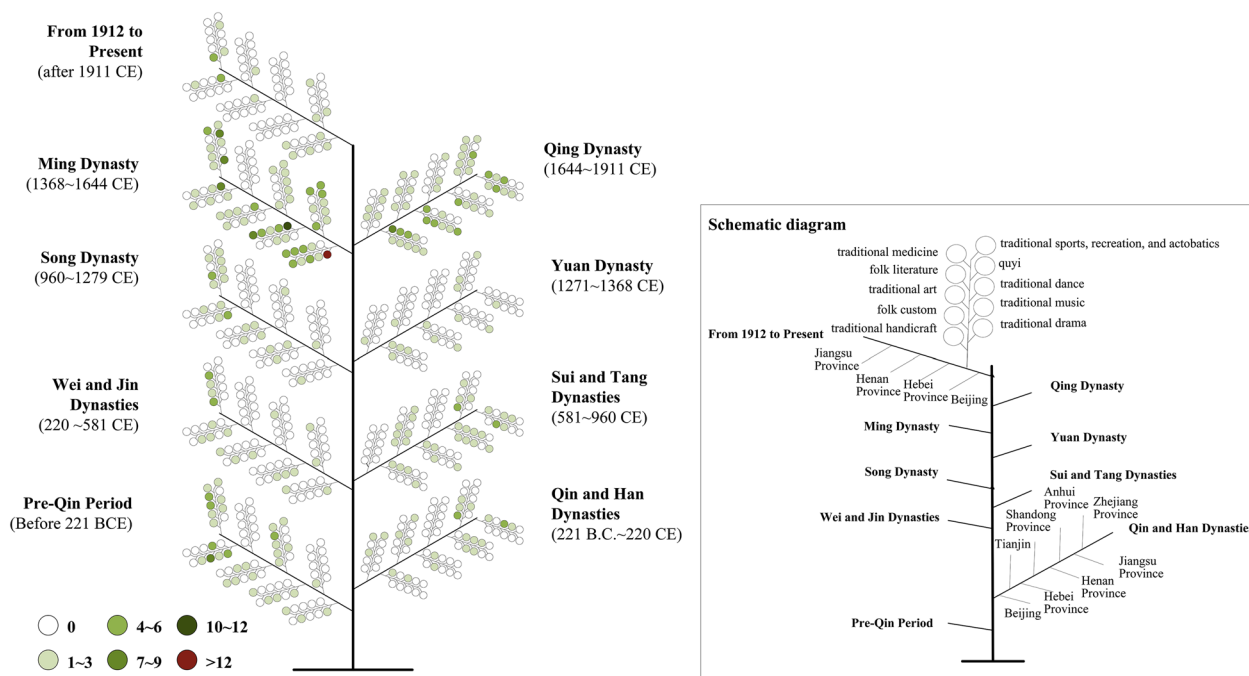 From 1912 to
Present
(after 1911 CE)
Ming Dynasty
(1368~1644 CE)
Song Dynasty
(960~1279 CE)
Wei and Jin
Dynasties
(220 ~581 CE)
Pre-Qin Period
(Before 221 BCE)
Qing Dynasty
(1644~1911 CE)
Yuan Dynasty
(1271~1368 CE)
Sui and Tang
Dynasties
(581~960 CE)
Qin and Han
Dynasties
(221 B.C.~220 CE)
0
4~6
10~12
1~3
7~9
>12
Schematic diagram
traditional medicine
folk literature
traditional art
folk custom
traditional handicraft
traditional sports, recreation, and actobatics
quyi
traditional dance
traditional music
traditional drama
From 1912 to Present
Jiangsu
Province
Henan
Province
Hebei
Province
Beijing
Qing Dynasty
Ming Dynasty
Yuan Dynasty
Song Dynasty
Sui and Tang Dynasties
Wei and Jin Dynasties
Anhui
Province
Zhejiang
Province
Shandong
Province
Tianjin
Qin and Han Dynasties
Jiangsu
Province
Henan
Province
Hebei
Province
Beijing
Pre-Qin Period